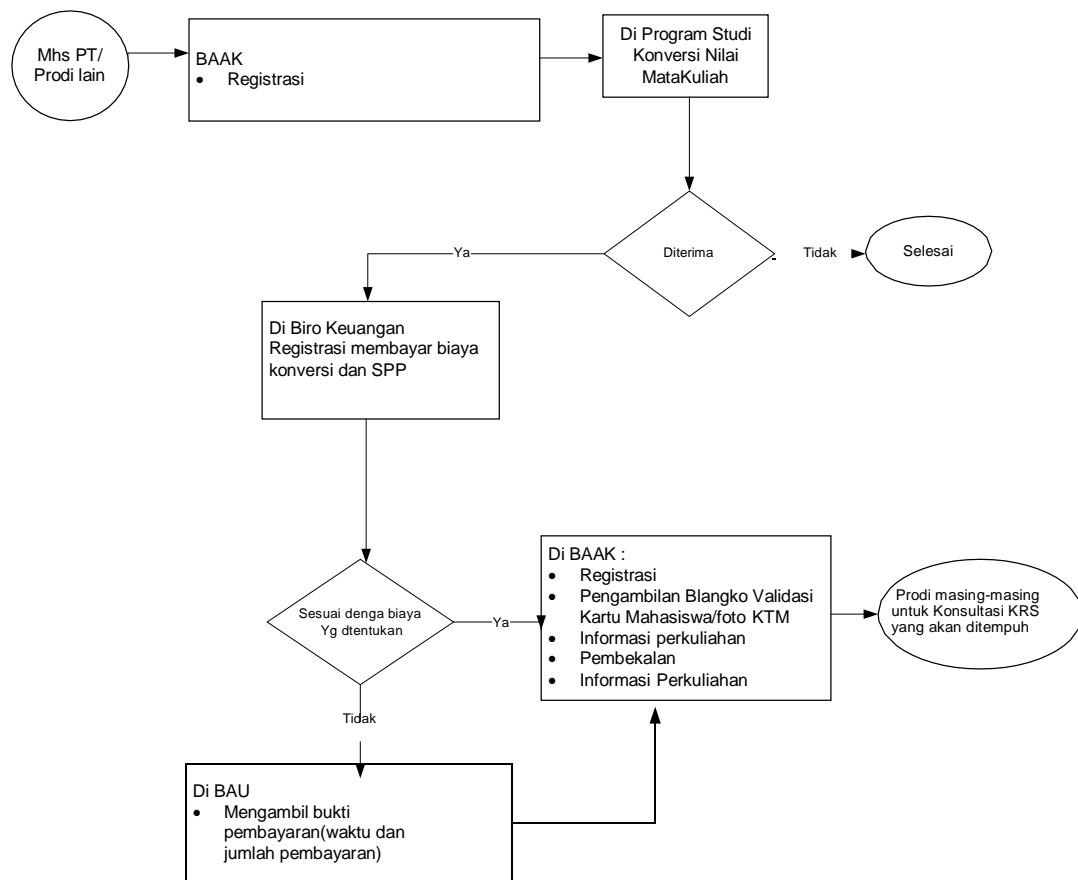 Mhs PT/
Prodi lain
BAAK
• Registrasi
Di Program Studi
Konversi Nilai
MataKuliah
Diterima
Ya
Tidak
Selesai
Di Biro Keuangan
Registrasi membayar biaya
konversi dan SPP
Sesuai denga biaya
Yg dtentukan
Ya
Tidak
Di BAAK :
• Registrasi
• Pengambilan Blangko Validasi
Kartu Mahasiswa/foto KTM
• Informasi perkuliahan
• Pembekalan
• Informasi Perkuliahan
Prodi masing-masing
untuk Konsultasi KRS
yang akan ditempuh
Di BAU
• Mengambil bukti
pembayaran(waktu dan
jumlah pembayaran)